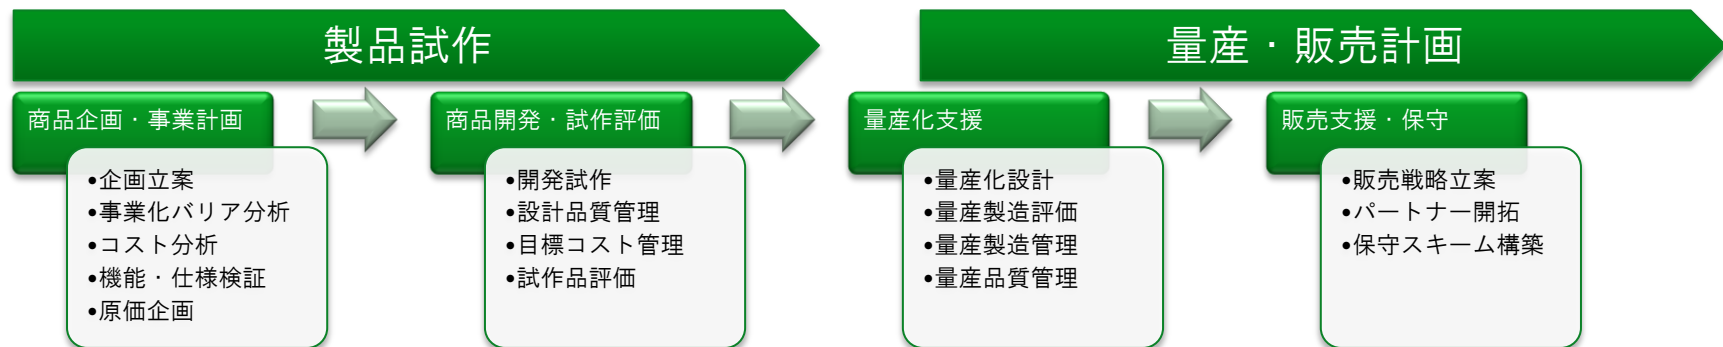 製品試作
量産・販売計画
商品企画・事業計画
•企画立案
•事業化バリア分析
•コスト分析
•機能・仕様検証
•原価企画
商品開発・試作評価
•開発試作
•設計品質管理
•目標コスト管理
•試作品評価
量産化支援
•量産化設計
•量産製造評価
•量産製造管理
•量産品質管理
販売支援・保守
•販売戦略立案
•パートナー開拓
•保守スキーム構築